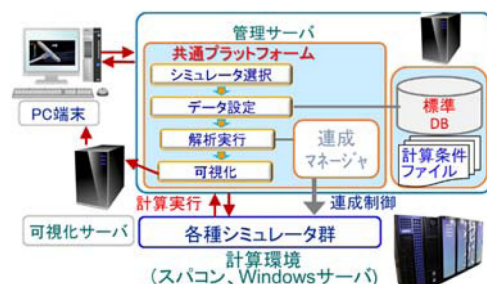 管理サーバ
共通プラットフォーム
シミュレータ選択
データ設定
解析実行
可視化
連成
マネージャ
標準
DB
計算条件
ファイル
PC端末
可視化サーバ
計算実行
連成制御
各種シミュレータ群
計算環境
(スパコン、Windowsサーバ)